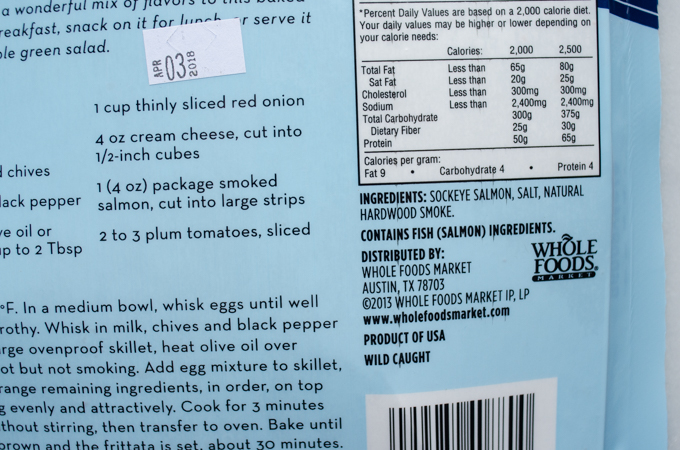 a wonderful mix of flavors to this baked
reakfast, snack on it for lunch or serve it
ple green salad.
APR 03 2018
1 cup thinly sliced red onion
4 oz cream cheese, cut into
1/2-inch cubes
d chives
1 (4 oz) package smoked
lack pepper salmon, cut into large strips
ve oil or
2 to 3 plum tomatoes, sliced
up to 2 Tbsp
°F. In a medium bowl, whisk eggs until well
rothy. Whisk in milk, chives and black pepper
rge ovenproof skillet, heat olive oil over
ot but not smoking. Add egg mixture to skillet,
range remaining ingredients, in order, on top
g evenly and attractively. Cook for 3 minutes
thout stirring, then transfer to oven. Bake until
brown and the frittata is set, about 30 minutes.
*Percent Daily Values are based on a 2,000 calorie diet.
Your daily values may be higher or lower depending on
your calorie needs:
Calories: 2,000 2,500
Total Fat Less than 65g 80g
Sat Fat Less than 20g 25g
Cholesterol Less than 300mg 300mg
Sodium Less than 2,400mg 2,400mg
Total Carbohydrate 300g 375g
Dietary Fiber 25g 30g
Protein 50g 65g
Calories per gram:
Fat 9 • Carbohydrate 4 • Protein 4
INGREDIENTS: SOCKEYE SALMON, SALT, NATURAL
HARDWOOD SMOKE.
CONTAINS FISH (SALMON) INGREDIENTS.
DISTRIBUTED BY:
WHOLE FOODS MARKET
AUSTIN, TX 78703
©2013 WHOLE FOODS MARKET IP, LP
www.wholefoodsmarket.com
WHOLE
FOODS®
MARKET
PRODUCT OF USA
WILD CAUGHT